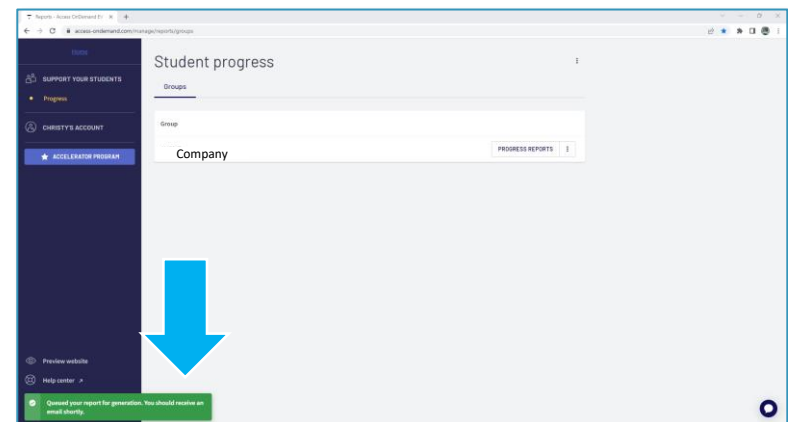 Reports - Access OnDemand Pr
access-ondemand.com/manage/reports/groups
Home
SUPPORT YOUR STUDENTS
Progress
CHRISTY'S ACCOUNT
ACCELERATOR PROGRAM
Preview website
Help center
Queued your report for generation. You should receive an
email shortly.
Student progress
Groups
Group
Company
PROGRESS REPORTS